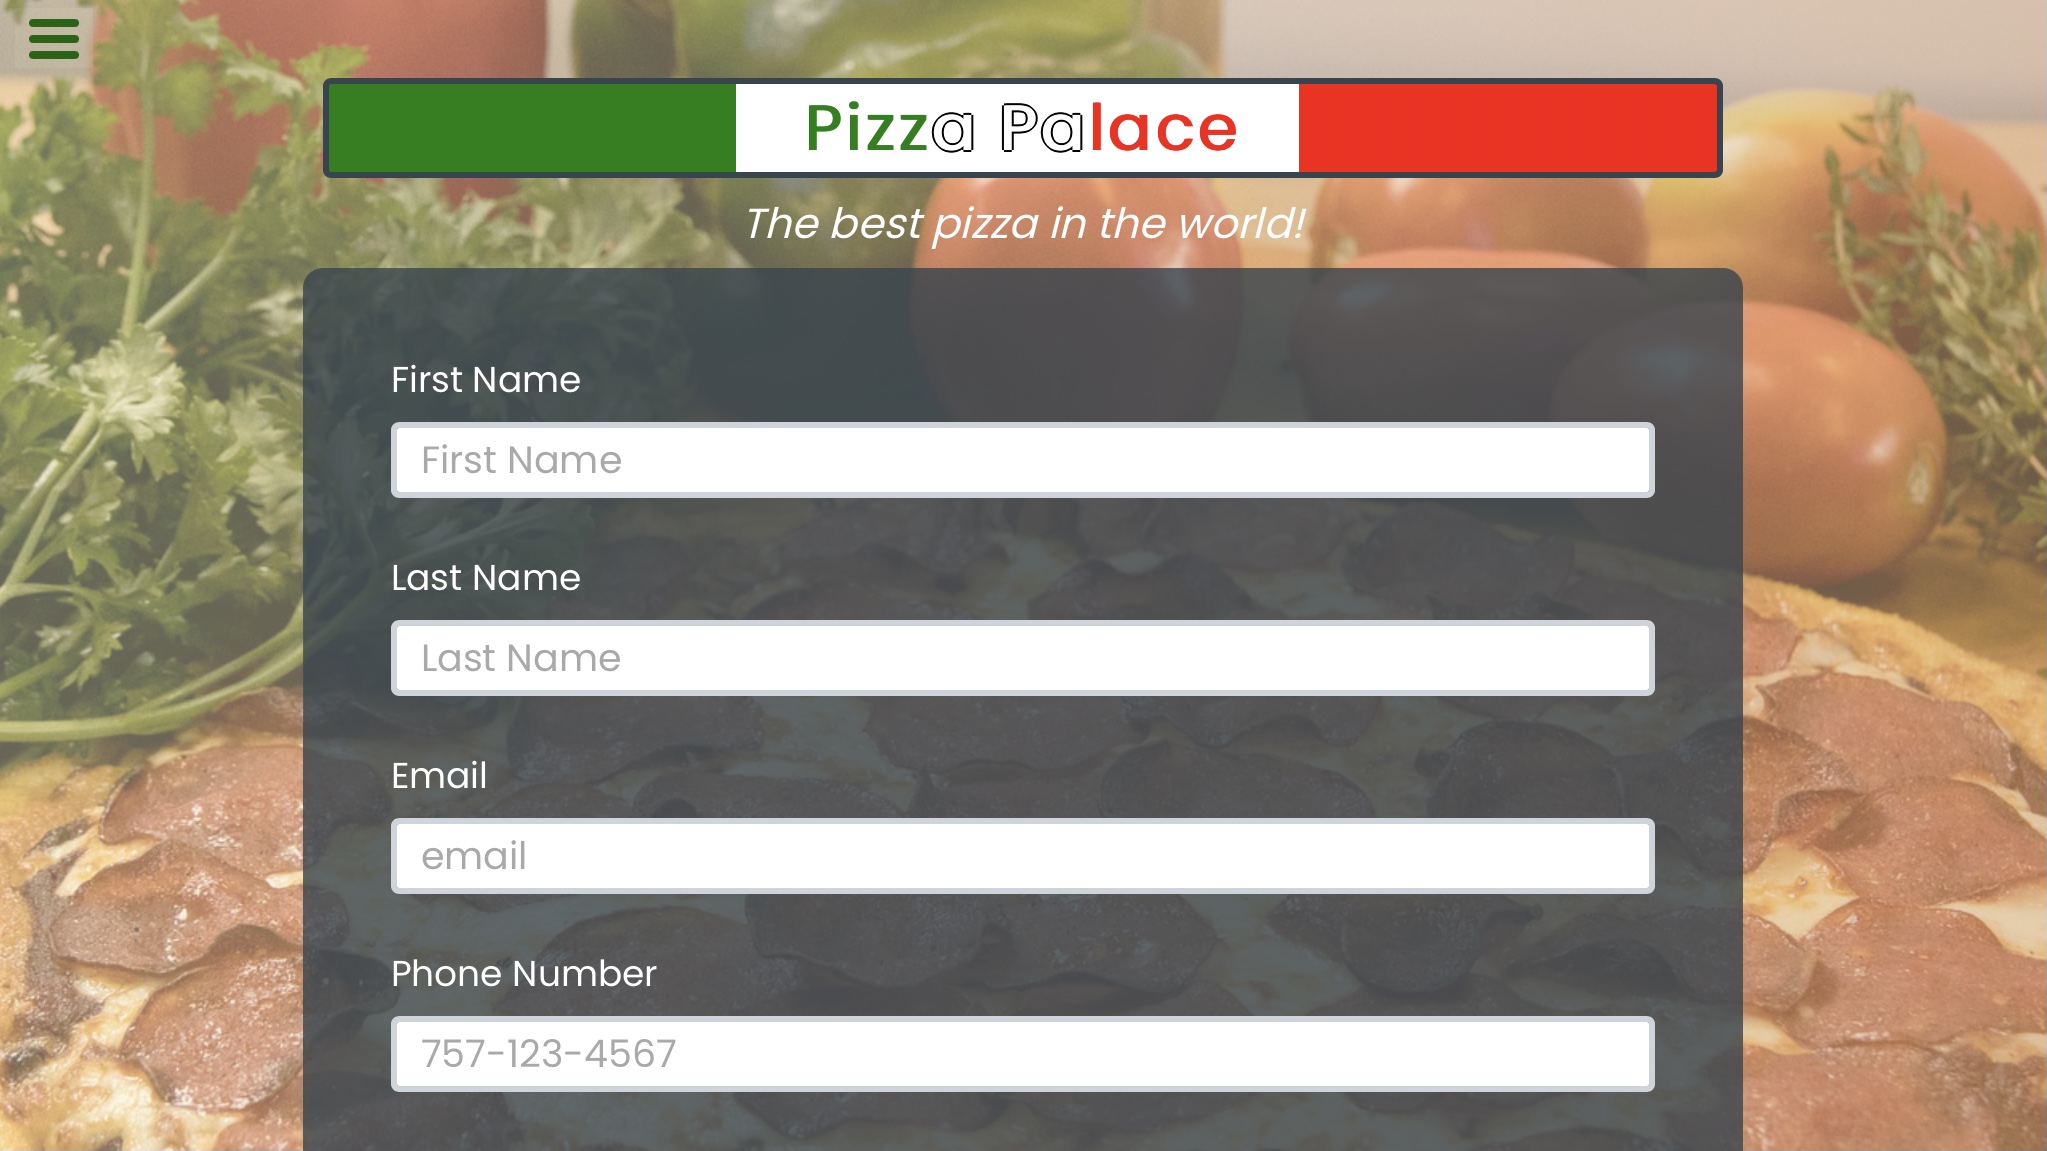 Pizza Palace
The best pizza in the world!
First Name
First Name
Last Name
Last Name
Email
email
Phone Number
757-123-4567